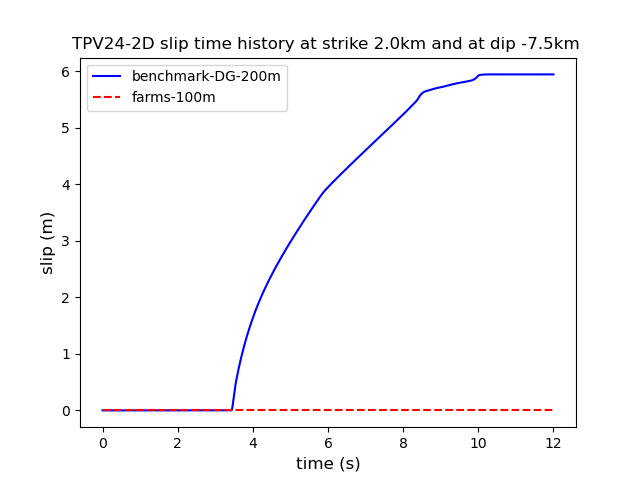 TPV24-2D slip time history at strike 2.0km and at dip -7.5km
benchmark-DG-200m
farms-100m
6
5
4
3
2
1
0
slip (m)
0 2 4 6 8 10 12
time (s)